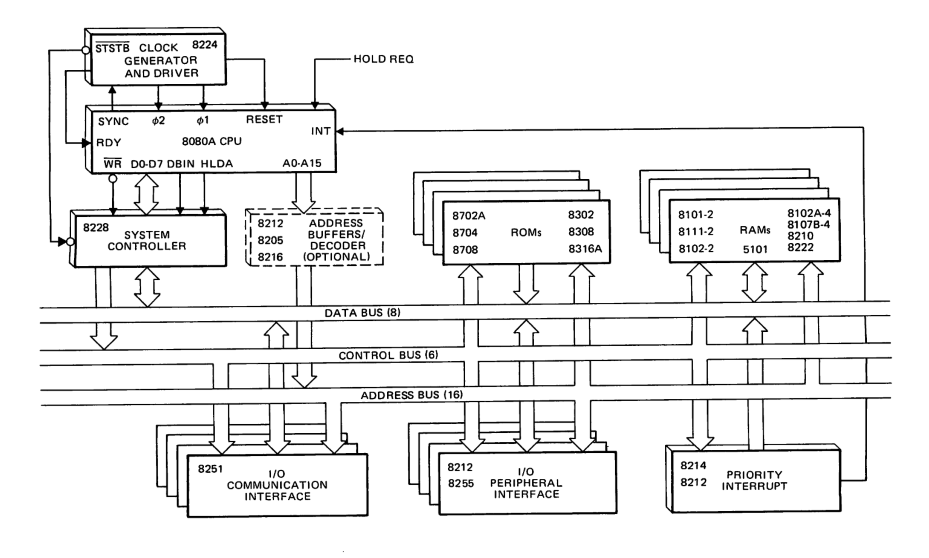 STSTB CLOCK 8224
GENERATOR
AND DRIVER
HOLD REQ
SYNC φ2 φ1 RESET
INT
RDY 8080A CPU
WR D0-D7 DBIN HLDA A0-A15
8228 SYSTEM
CONTROLLER
8212 ADDRESS
8205 BUFFERS/
DECODER
8216 (OPTIONAL)
8702A 8302
8704 ROMs 8308
8708 8316A
8101-2 8102A-4
8107B-4
8111-2 RAMs 8210
8102-2 5101 8222
DATA BUS (8)
CONTROL BUS (6)
ADDRESS BUS (16)
8251 I/O
COMMUNICATION
INTERFACE
8212 I/O
8255 PERIPHERAL
INTERFACE
8214 PRIORITY
8212 INTERRUPT